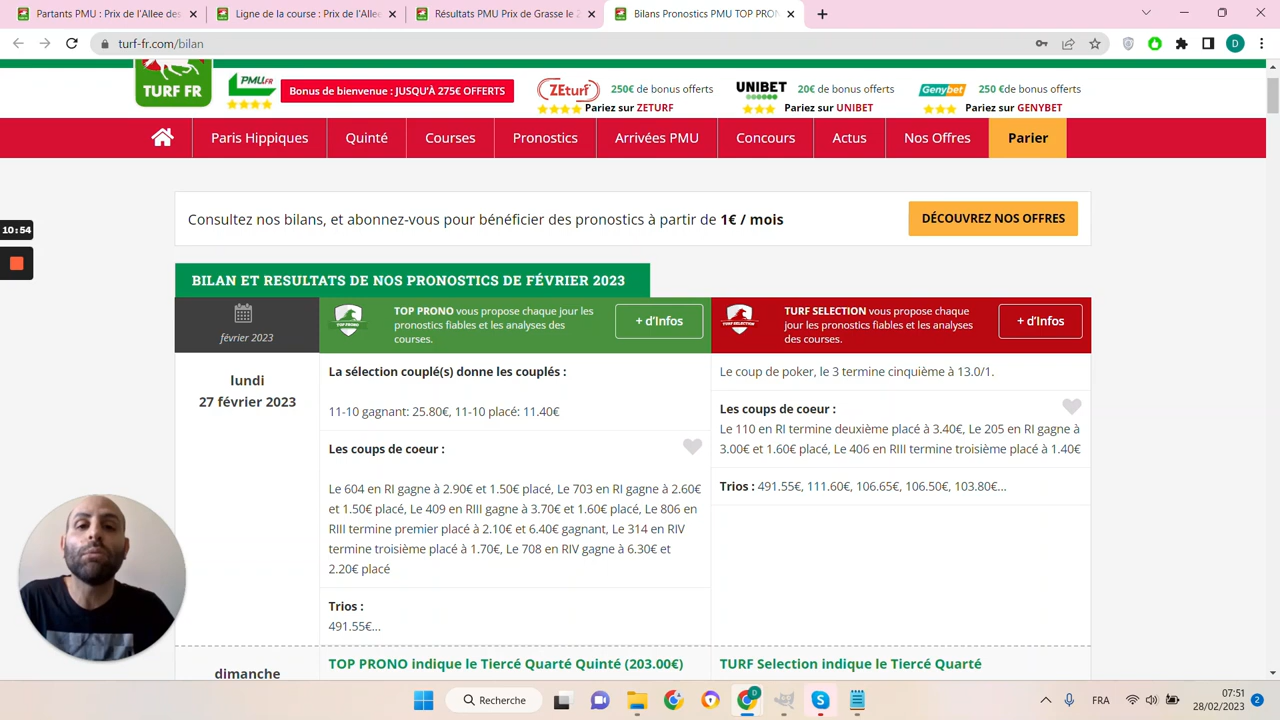 Partants PMU : Prix de l'Allee des
Ligne de la course : Prix de l'Allée
Résultats PMU Prix de Grasse le 2
Bilans Pronostics PMU TOP PRON
turf-fr.com/bilan
D
TURF FR
PMU.FR
Bonus de bienvenue : JUSQU'À 275€ OFFERTS
ZEturf
250€ de bonus offerts
Pariez sur ZETURF
UNIBET
20€ de bonus offerts
Pariez sur UNIBET
Genybet
250 €de bonus offerts
Pariez sur GENYBET
Paris Hippiques
Quinté
Courses
Pronostics
Arrivées PMU
Concours
Actus
Nos Offres
Parier
10:54
Consultez nos bilans, et abonnez-vous pour bénéficier des pronostics à partir de 1€ / mois
DÉCOUVREZ NOS OFFRES
BILAN ET RESULTATS DE NOS PRONOSTICS DE FÉVRIER 2023
février 2023
TOP PRONO
TOP PRONO vous propose chaque jour les
pronostics fiables et les analyses des
courses.
+ d'Infos
TURF SELECTION
TURF SELECTION vous propose chaque
jour les pronostics fiables et les analyses
des courses.
+ d'Infos
lundi
27 février 2023
La sélection couplé(s) donne les couplés :
11-10 gagnant: 25.80€, 11-10 placé: 11.40€
Les coups de coeur :
Le 604 en RI gagne à 2.90€ et 1.50€ placé, Le 703 en RI gagne à 2.60€
et 1.50€ placé, Le 409 en RIII gagne à 3.70€ et 1.60€ placé, Le 806 en
RIII termine premier placé à 2.10€ et 6.40€ gagnant, Le 314 en RIV
termine troisième placé à 1.70€, Le 708 en RIV gagne à 6.30€ et
2.20€ placé
Trios :
491.55€...
Le coup de poker, le 3 termine cinquième à 13.0/1.
Les coups de coeur :
Le 110 en RI termine deuxième placé à 3.40€, Le 205 en RI gagne à
3.00€ et 1.60€ placé, Le 406 en RIII termine troisième placé à 1.40€
Trios : 491.55€, 111.60€, 106.65€, 106.50€, 103.80€...
dimanche
TOP PRONO indique le Tiercé Quarté Quinté (203.00€)
TURF Selection indique le Tiercé Quarté
Recherche
D
FRA
07:51
28/02/2023
2